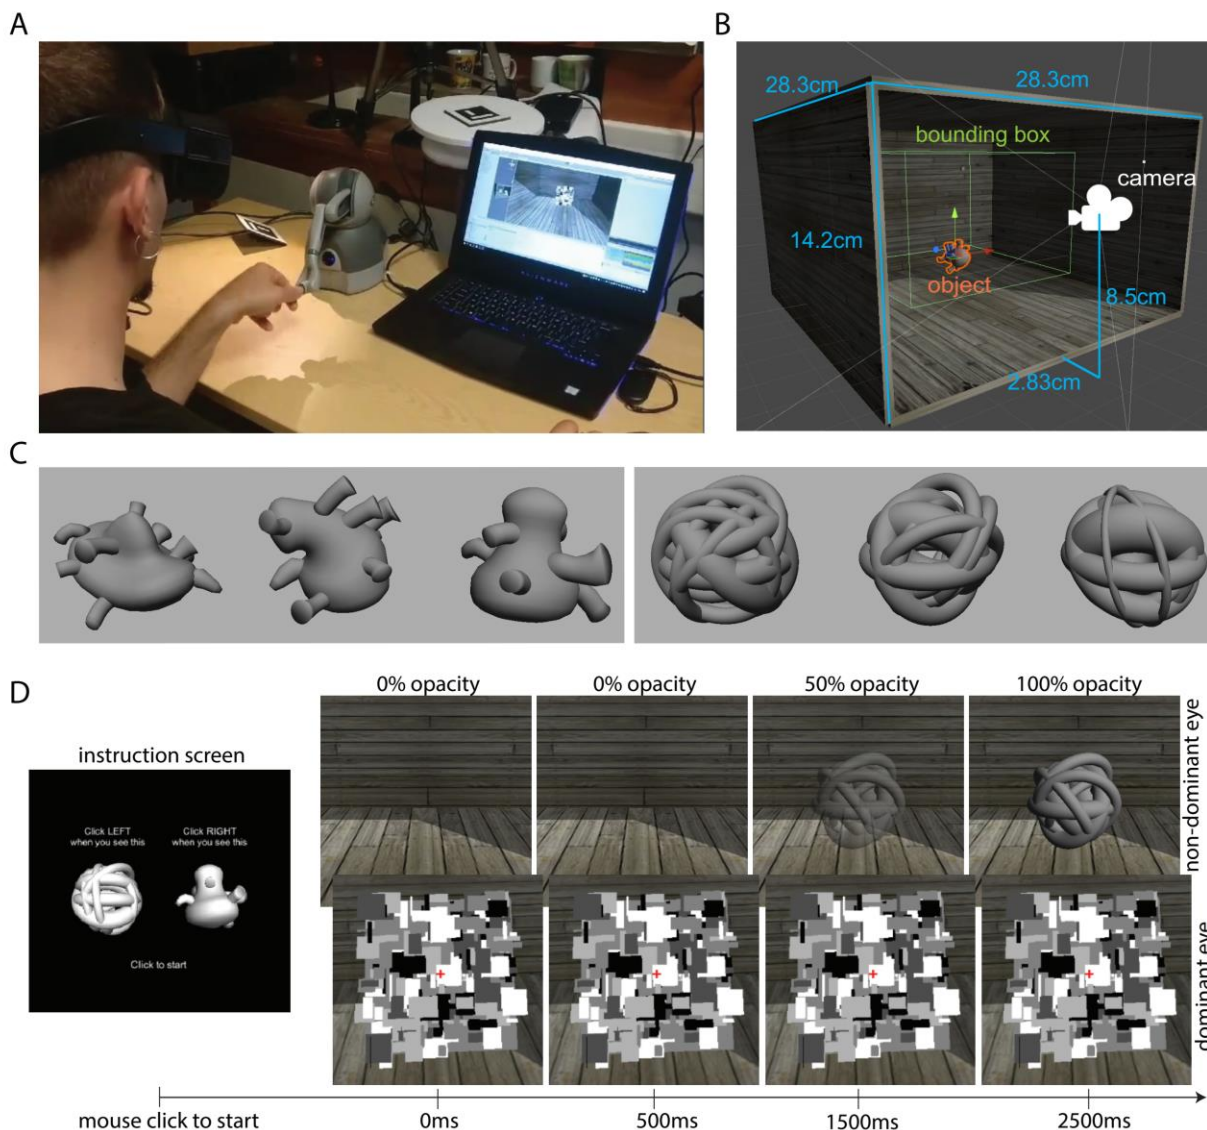 A
B
28.3cm
28.3cm
bounding box
camera
14.2cm
object
8.5cm
2.83cm
C
D
0% opacity
0% opacity
50% opacity
100% opacity
non-dominant eye
instruction screen
Click LEFT
when you see this
Click RIGHT
when you see this
Click to start
dominant eye
mouse click to start
0ms
500ms
1500ms
2500ms